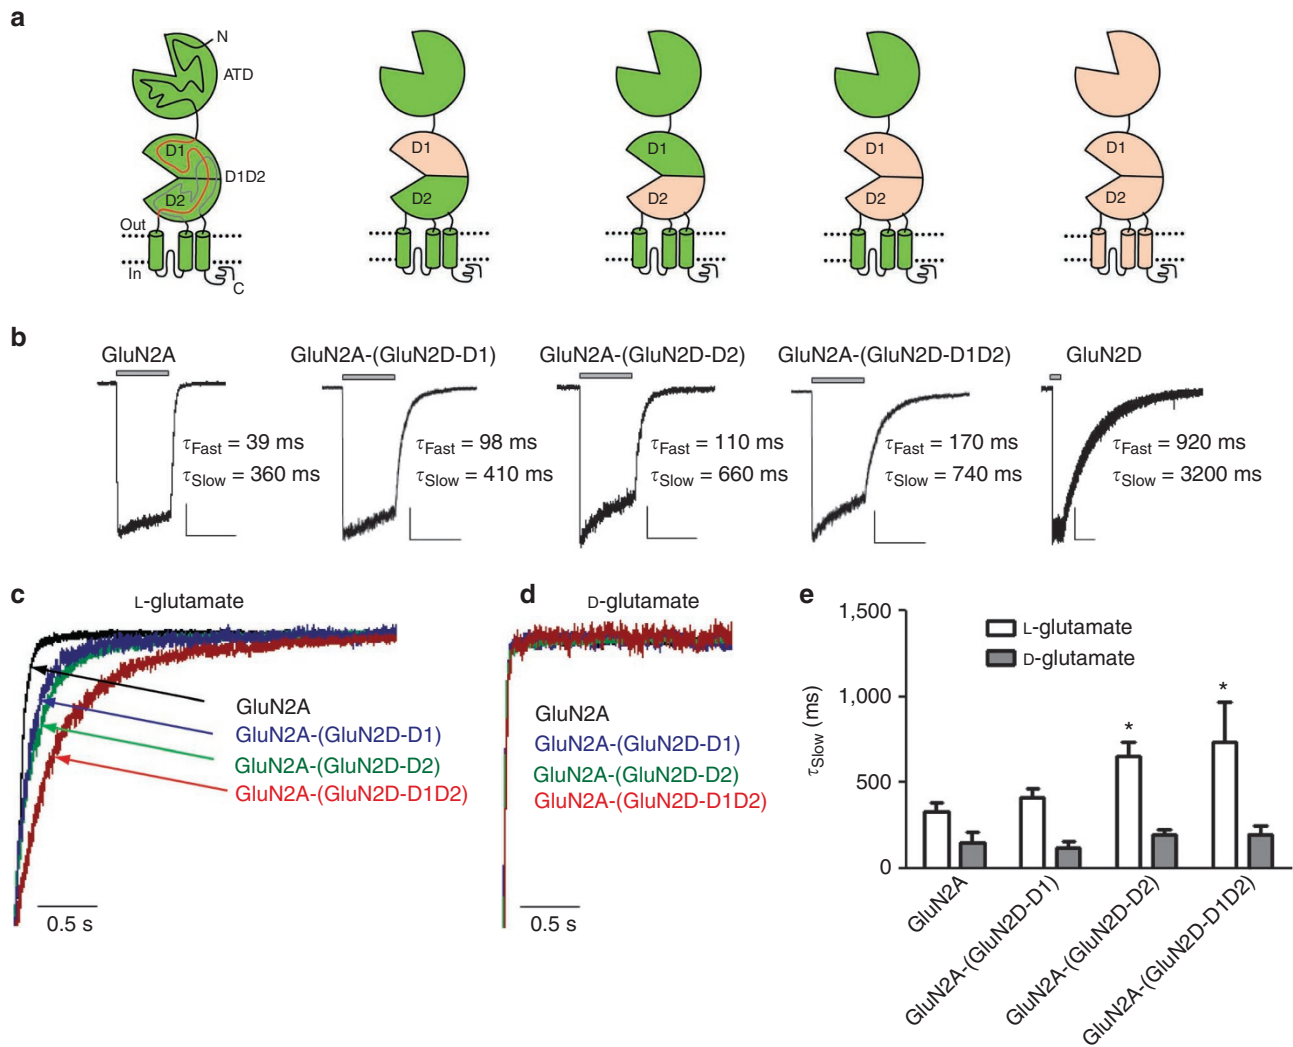 a
N
ATD
D1
D1D2
D2
Out
In
C
D1
D2
D1
D2
D1
D2
D1
D2
b
GluN2A
GluN2A-(GluN2D-D1)
GluN2A-(GluN2D-D2)
GluN2A-(GluN2D-D1D2)
GluN2D
τFast = 39 ms
τSlow = 360 ms
τFast = 98 ms
τSlow = 410 ms
τFast = 110 ms
τSlow = 660 ms
τFast = 170 ms
τSlow = 740 ms
τFast = 920 ms
τSlow = 3200 ms
c
L-glutamate
GluN2A
GluN2A-(GluN2D-D1)
GluN2A-(GluN2D-D2)
GluN2A-(GluN2D-D1D2)
0.5 s
d
D-glutamate
GluN2A
GluN2A-(GluN2D-D1)
GluN2A-(GluN2D-D2)
GluN2A-(GluN2D-D1D2)
0.5 s
e
1,500
1,000
500
0
τSlow (ms)
L-glutamate
D-glutamate
*
*
GluN2A
GluN2A-(GluN2D-D1)
GluN2A-(GluN2D-D2)
GluN2A-(GluN2D-D1D2)